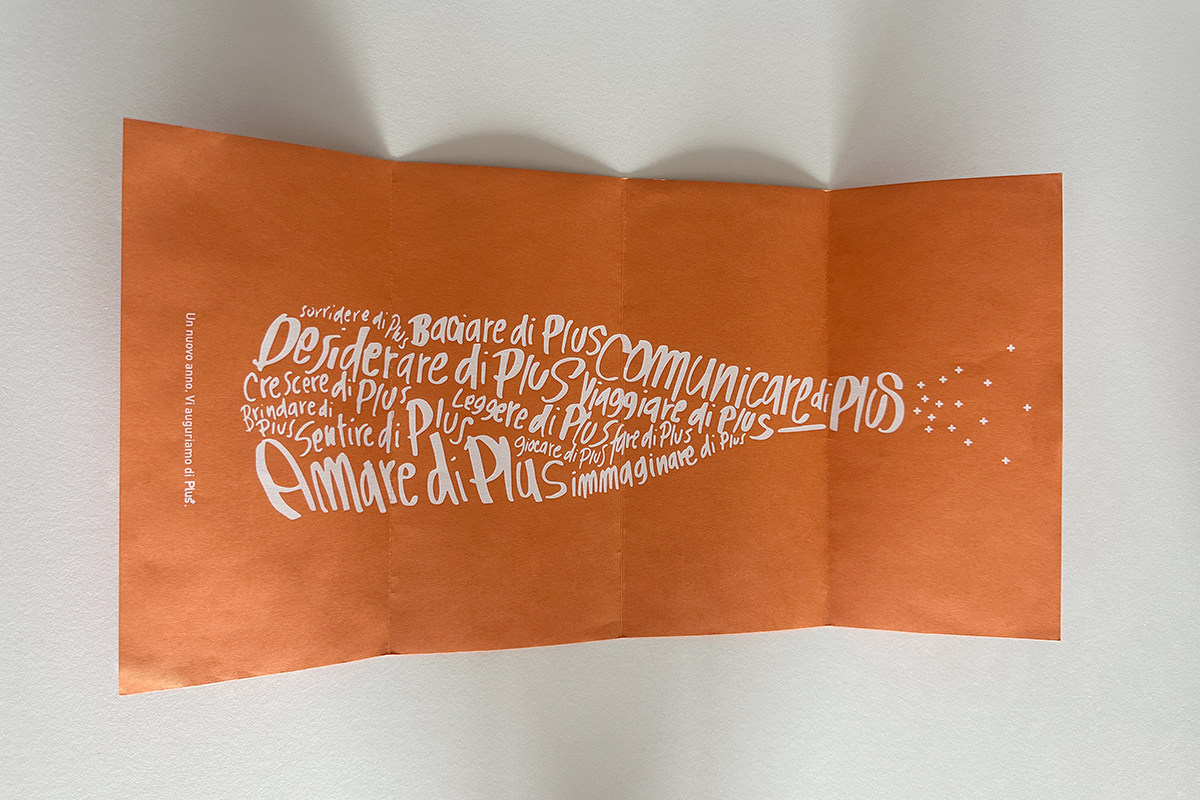 Un nuovo anno. Vi auguriamo di Plus.
sorridere di Plus
Baciare di Plus
Desiderare di Plus
Comunicare di Plus
Crescere di Plus
Leggere di Plus
Viaggiare di Plus
Brindare di
Plus
Sentire di Plus
giocare di Plus
fare di Plus
Amare di Plus
immaginare di Plus